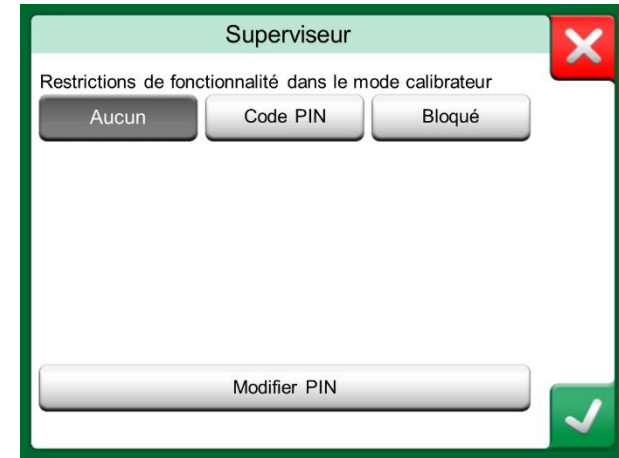 Superviseur
Restrictions de fonctionnalité dans le mode calibrateur
Aucun Code PIN Bloqué
Modifier PIN